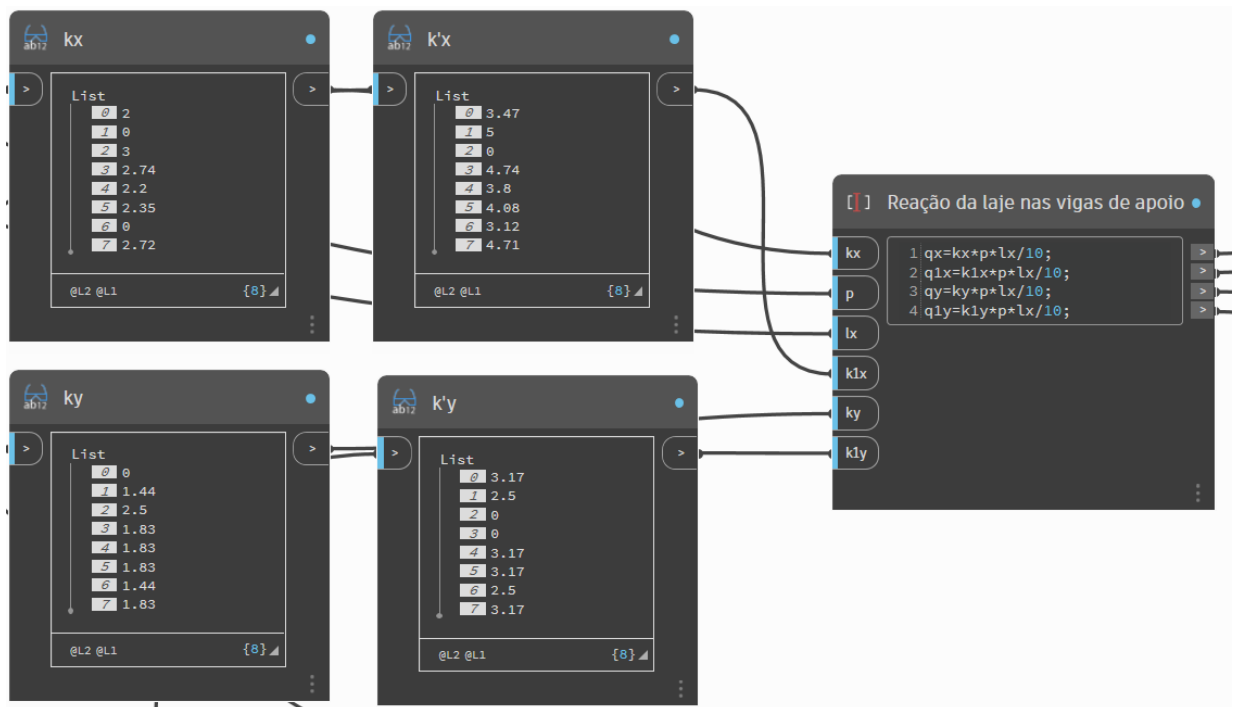 ab12 kx
>
>
List
0 2
1 0
2 3
3 2.74
4 2.2
5 2.35
6 0
7 2.72
@L2 @L1 {8}
ab12 k'x
>
>
List
0 3.47
1 5
2 0
3 4.74
4 3.8
5 4.08
6 3.12
7 4.71
@L2 @L1 {8}
ab12 ky
>
>
List
0 0
1 1.44
2 2.5
3 1.83
4 1.83
5 1.83
6 1.44
7 1.83
@L2 @L1 {8}
ab12 k'y
>
>
List
0 3.17
1 2.5
2 0
3 0
4 3.17
5 3.17
6 2.5
7 3.17
@L2 @L1 {8}
[I] Reação da laje nas vigas de apoio
kx
p
lx
k1x
ky
k1y
1 qx=kx*p*lx/10; >
2 q1x=k1x*p*lx/10; >
3 qy=ky*p*lx/10; >
4 q1y=k1y*p*lx/10; >